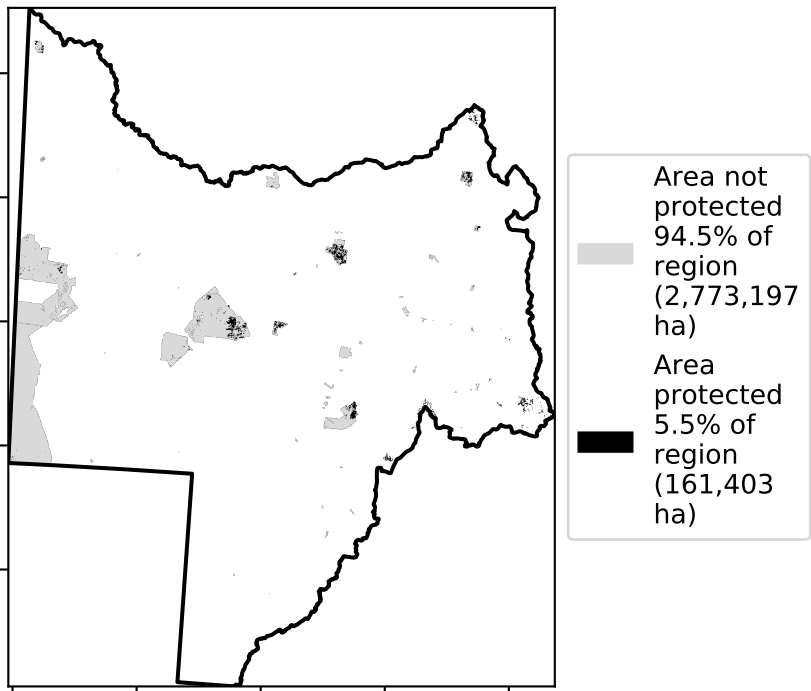 Area not
protected
94.5% of
region
(2,773,197
ha)
Area
protected
5.5% of
region
(161,403
ha)